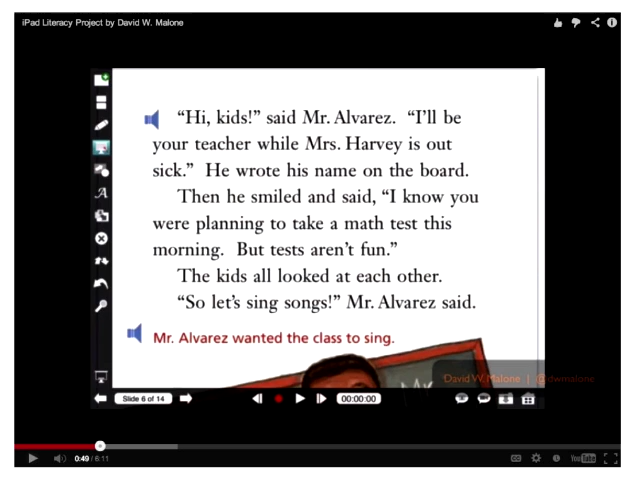 iPad Literacy Project by David W. Malone
“Hi, kids!” said Mr. Alvarez. “I’ll be
your teacher while Mrs. Harvey is out
sick.” He wrote his name on the board.
Then he smiled and said, “I know you
were planning to take a math test this
morning. But tests aren’t fun.”
The kids all looked at each other.
“So let’s sing songs!” Mr. Alvarez said.
Mr. Alvarez wanted the class to sing.
David W. Malone | @dwmalone
Slide 6 of 14
00:00:00
0:49 / 6:11
CC
YouTube